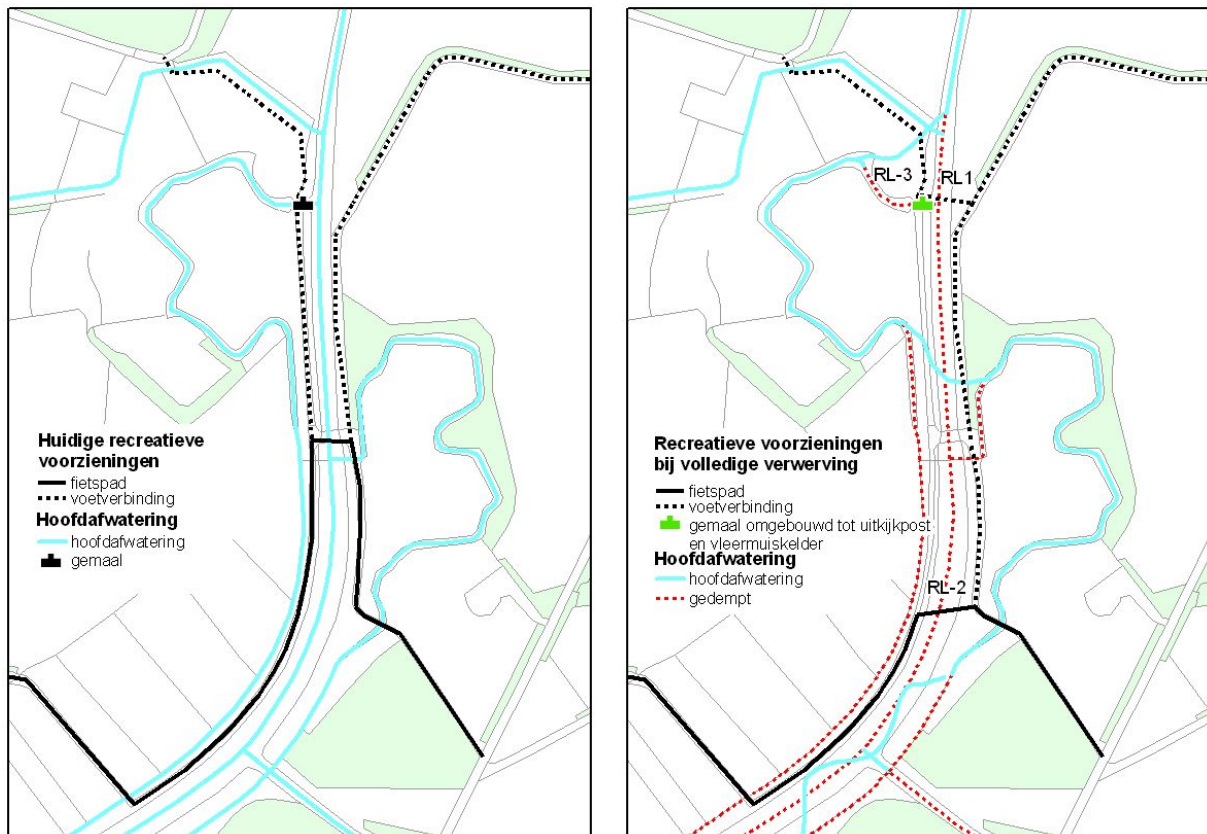 Huidige recreatieve
voorzieningen
fietspad
voetverbinding
Hoofdafwatering
hoofdafwatering
gemaal
RL-3
RL1
Recreatieve voorzieningen
bij volledige verwerving
fietspad
voetverbinding
gemaal omgebouwd tot uitkijkpost
en vleermuiskelder
Hoofdafwatering
hoofdafwatering
gedempt
RL-2